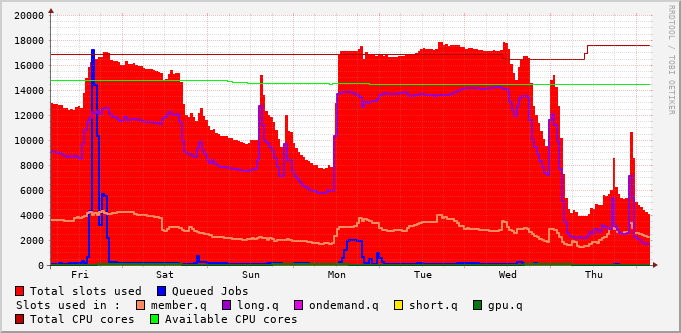 20000
18000
16000
14000
12000
10000
8000
6000
4000
2000
0
Fri Sat Sun Mon Tue Wed Thu
RRDTOOL / TOBI OETIKER
Total slots used Queued Jobs
Slots used in : member.q long.q ondemand.q short.q gpu.q
Total CPU cores Available CPU cores